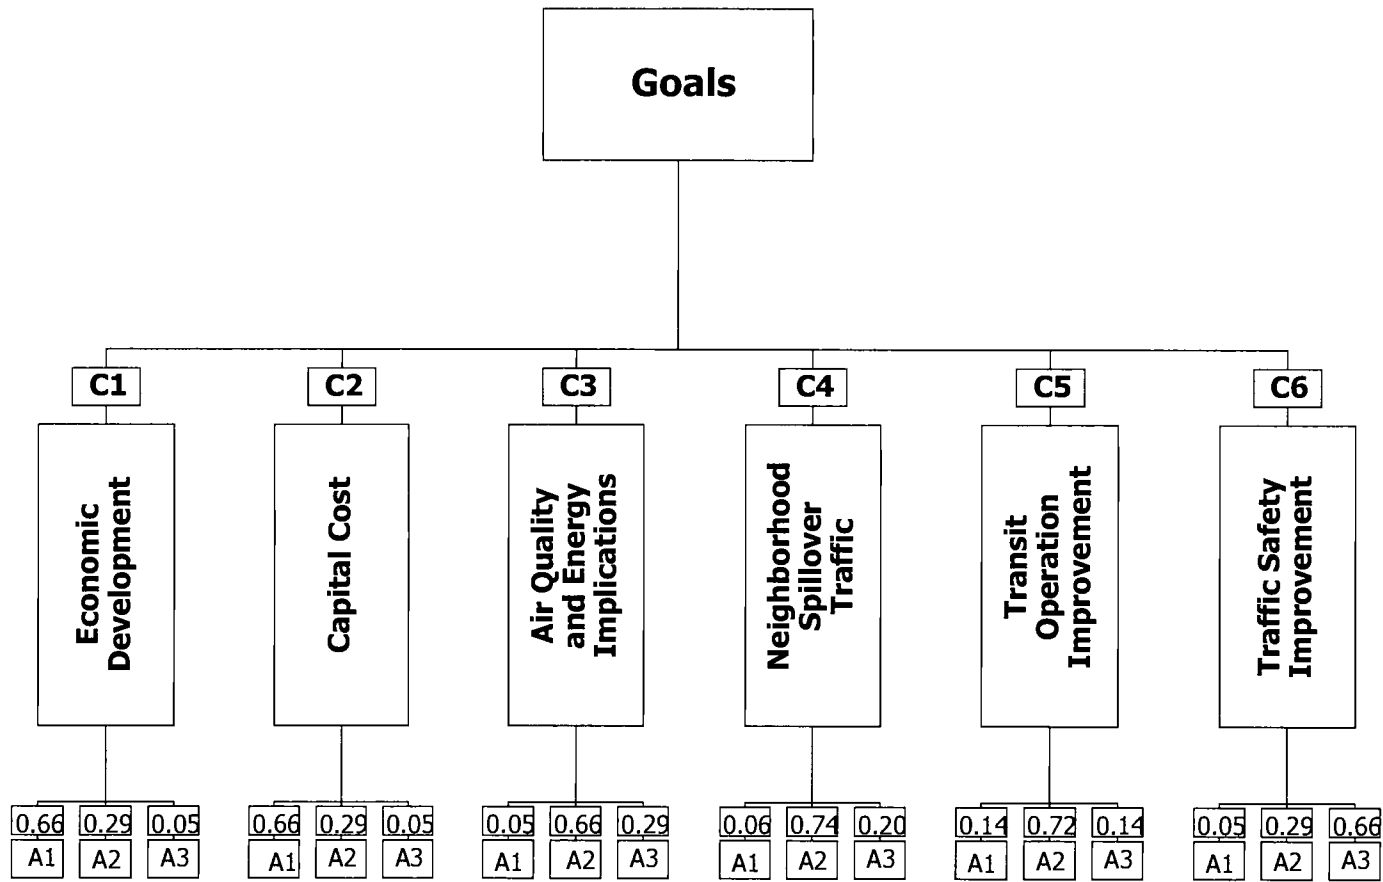 Goals
C1 C2 C3 C4 C5 C6
Economic
Development
Capital Cost
Air Quality
and Energy
Implications
Neighborhood
Spillover
Traffic
Transit
Operation
Improvement
Traffic Safety
Improvement
0.66 0.29 0.05 0.66 0.29 0.05 0.05 0.66 0.29 0.06 0.74 0.20 0.14 0.72 0.14 0.05 0.29 0.66
A1 A2 A3 A1 A2 A3 A1 A2 A3 A1 A2 A3 A1 A2 A3 A1 A2 A3